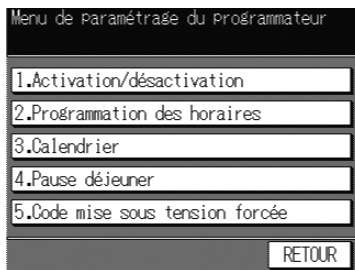 Menu de paramétrage du programmateur
1.Activation/désactivation
2.Programmation des horaires
3.Calendrier
4.Pause déjeuner
5.Code mise sous tension forcée
RETOUR